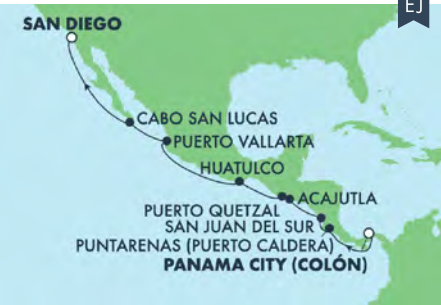 EJ
SAN DIEGO
CABO SAN LUCAS
PUERTO VALLARTA
HUATULCO
ACAJUTLA
PUERTO QUETZAL
SAN JUAN DEL SUR
PUNTARENAS (PUERTO CALDERA)
PANAMA CITY (COLÓN)